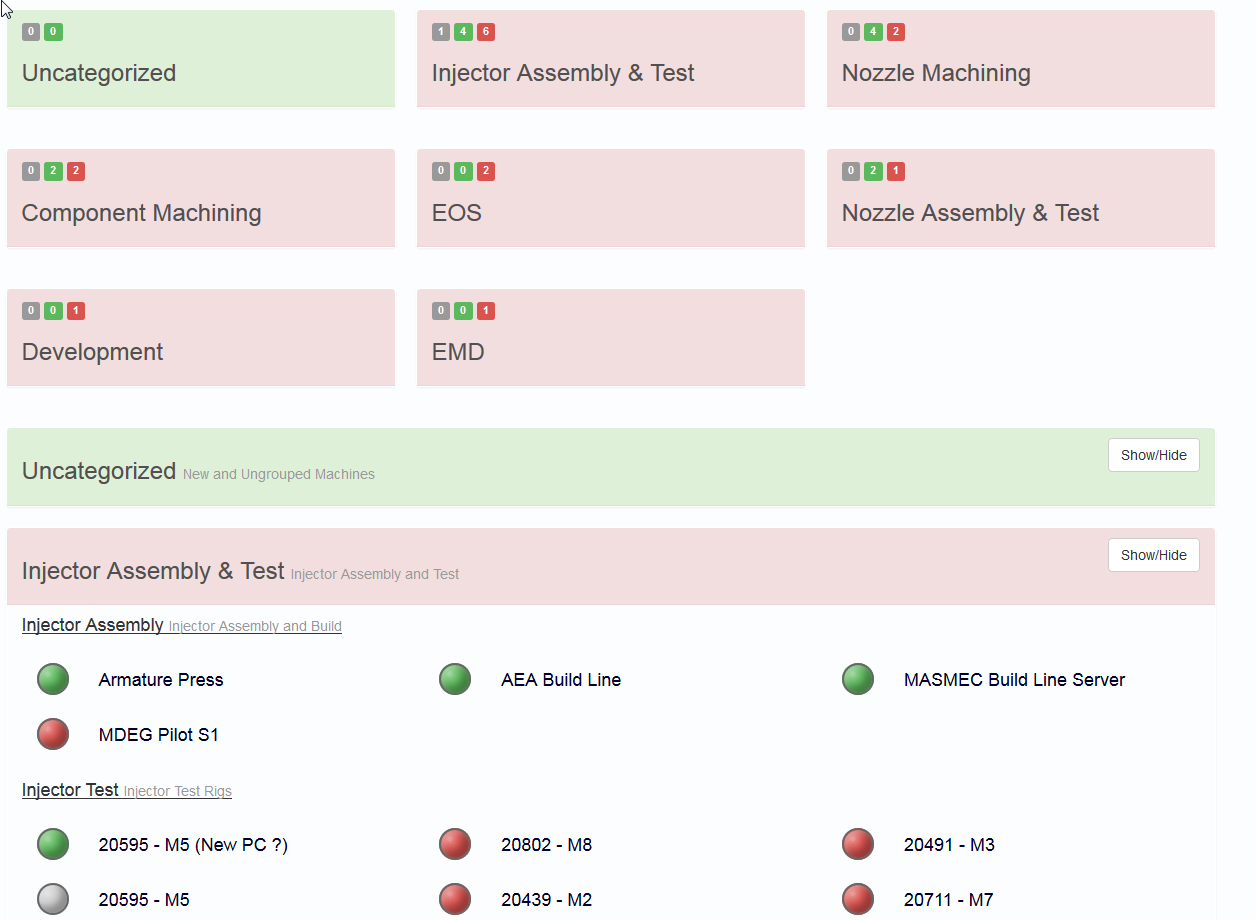 0 0
Uncategorized
1 4 6
Injector Assembly & Test
0 4 2
Nozzle Machining
0 2 2
Component Machining
0 0 2
EOS
0 2 1
Nozzle Assembly & Test
0 0 1
Development
0 0 1
EMD
Uncategorized New and Ungrouped Machines
Show/Hide
Injector Assembly & Test Injector Assembly and Test
Show/Hide
Injector Assembly Injector Assembly and Build
Armature Press
AEA Build Line
MASMEC Build Line Server
MDEG Pilot S1
Injector Test Injector Test Rigs
20595 - M5 (New PC ?)
20802 - M8
20491 - M3
20595 - M5
20439 - M2
20711 - M7